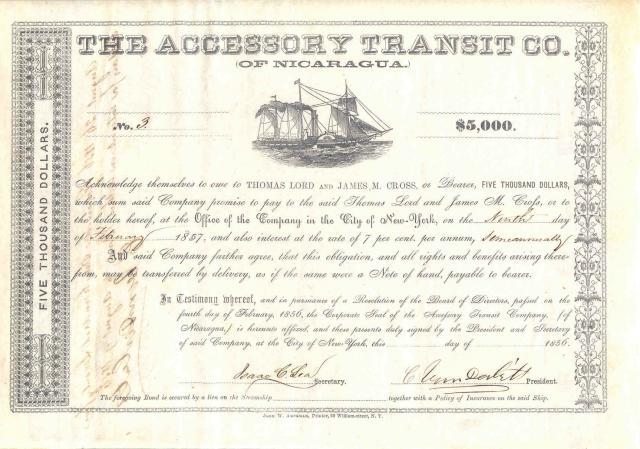 THE ACCESSORY TRANSIT CO.
(OF NICARAGUA.)
No. 3.
$5,000.
FIVE THOUSAND DOLLARS.
Acknowledge themselves to owe to THOMAS LORD AND JAMES M. CROSS, or Bearer, FIVE THOUSAND DOLLARS,
which sum said Company promise to pay to the said Thomas Lord and James M. Cross, or to
the holder hereof, at the Office of the Company in the City of New-York, on the Ninth day
of February 1857, and also interest at the rate of 7 per cent. per annum, semiannually
And said Company further agree, that this obligation, and all rights and benefits arising there-
from, may be transferred by delivery, as if the same were a Note of hand, payable to bearer.
In Testimony whereof, and in pursuance of a Resolution of the Board of Directors, passed on the
fourth day of February, 1856, the Corporate Seal of the Accessory Transit Company, (of
Nicaragua,) is hereunto affixed, and these presents duly signed by the President and Secretary
of said Company, at the City of New-York, this day of 1856.
Isaac C Lea Secretary.
President.
The foregoing Bond is secured by a lien on the Steamship together with a Policy of Insurance on the said Ship.
JOHN W. Printer, William-street, N. Y.